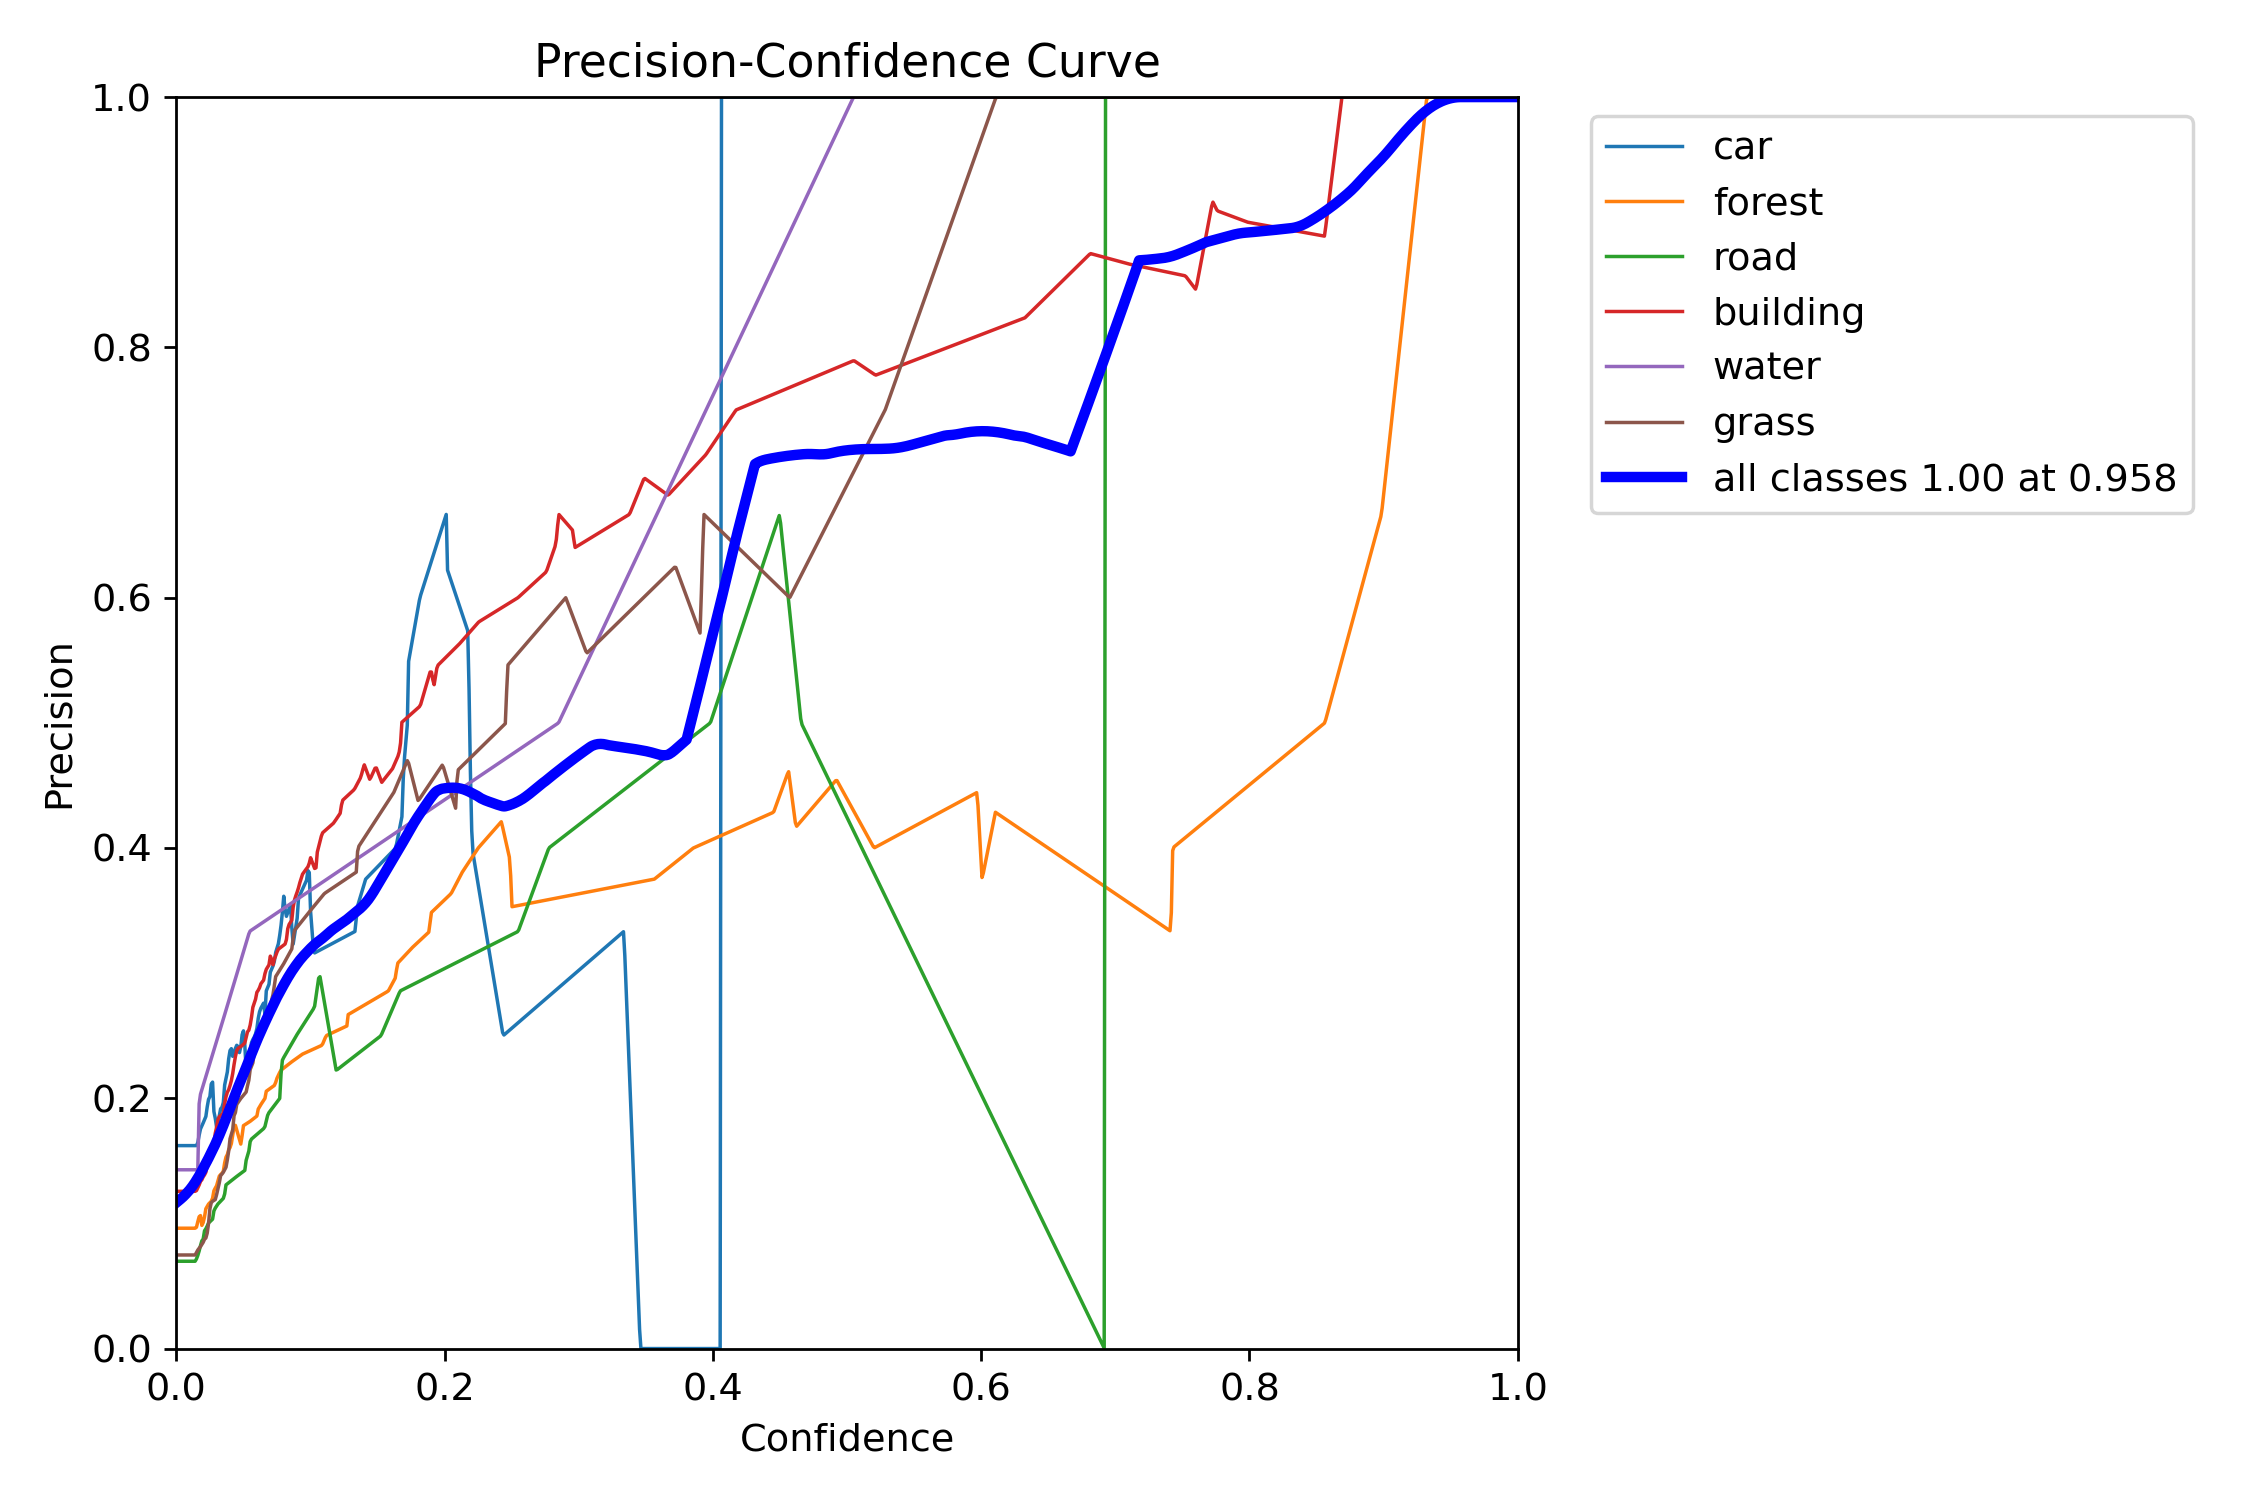 Precision-Confidence Curve
1.0
0.8
0.6
0.4
0.2
0.0
Precision
0.0 0.2 0.4 0.6 0.8 1.0
Confidence
car
forest
road
building
water
grass
all classes 1.00 at 0.958